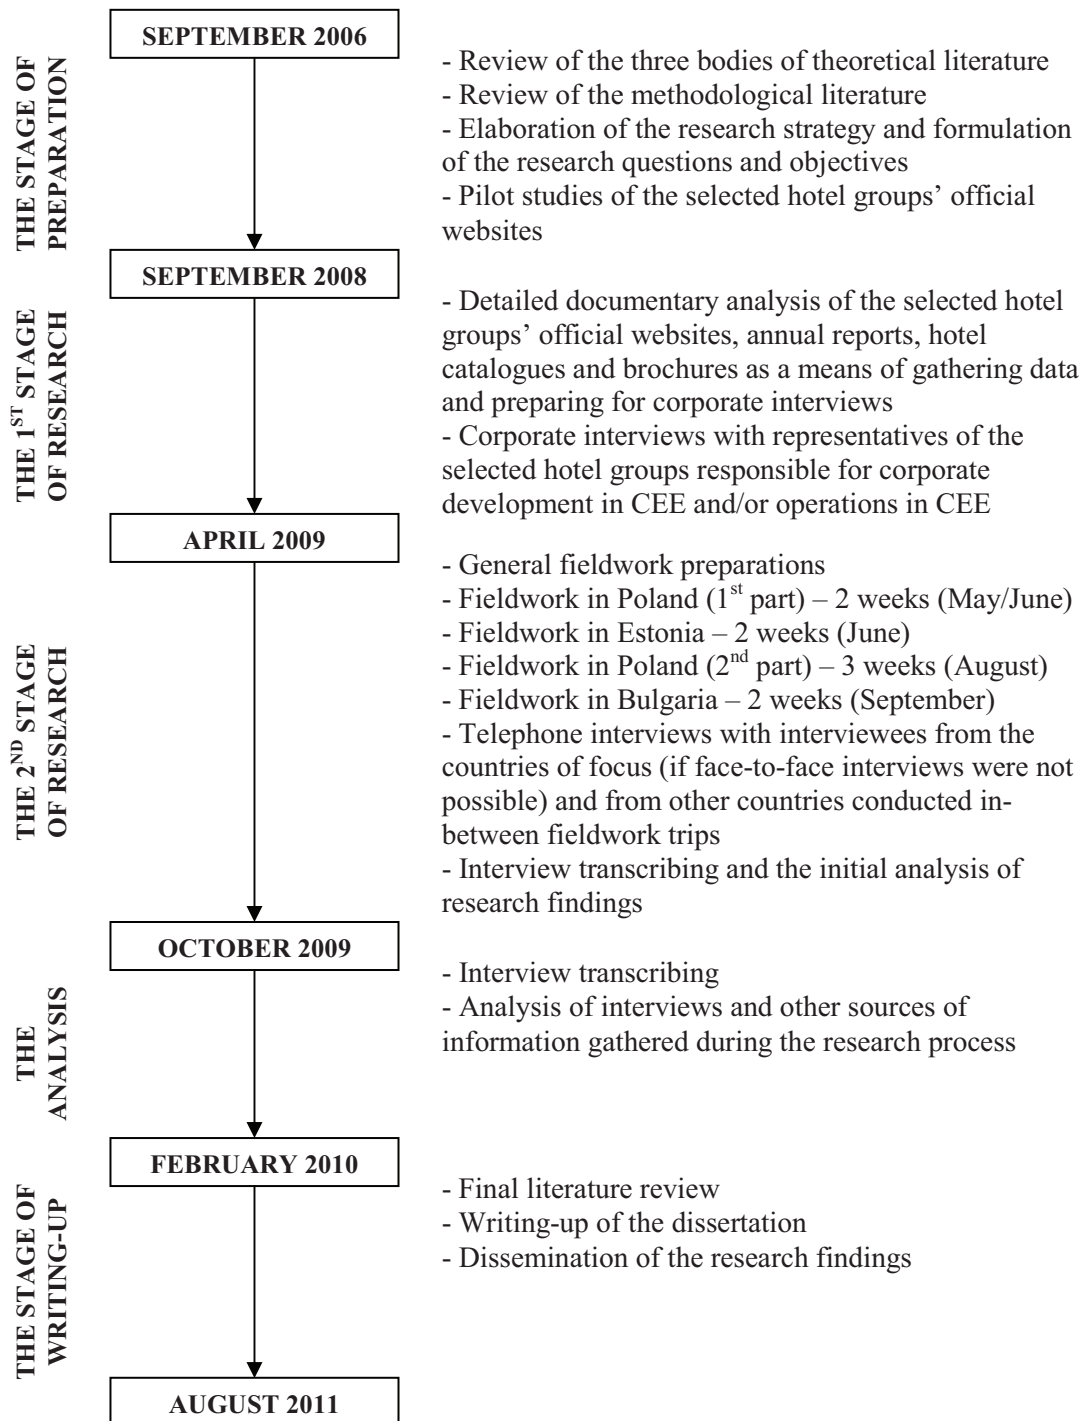 SEPTEMBER 2006
THE STAGE OF
PREPARATION
- Review of the three bodies of theoretical literature
- Review of the methodological literature
- Elaboration of the research strategy and formulation
of the research questions and objectives
- Pilot studies of the selected hotel groups’ official
websites
SEPTEMBER 2008
THE 1ST STAGE
OF RESEARCH
- Detailed documentary analysis of the selected hotel
groups’ official websites, annual reports, hotel
catalogues and brochures as a means of gathering data
and preparing for corporate interviews
- Corporate interviews with representatives of the
selected hotel groups responsible for corporate
development in CEE and/or operations in CEE
APRIL 2009
THE 2ND STAGE
OF RESEARCH
- General fieldwork preparations
- Fieldwork in Poland (1st part) – 2 weeks (May/June)
- Fieldwork in Estonia – 2 weeks (June)
- Fieldwork in Poland (2nd part) – 3 weeks (August)
- Fieldwork in Bulgaria – 2 weeks (September)
- Telephone interviews with interviewees from the
countries of focus (if face-to-face interviews were not
possible) and from other countries conducted in-
between fieldwork trips
- Interview transcribing and the initial analysis of
research findings
OCTOBER 2009
THE
ANALYSIS
- Interview transcribing
- Analysis of interviews and other sources of
information gathered during the research process
FEBRUARY 2010
THE STAGE OF
WRITING-UP
- Final literature review
- Writing-up of the dissertation
- Dissemination of the research findings
AUGUST 2011